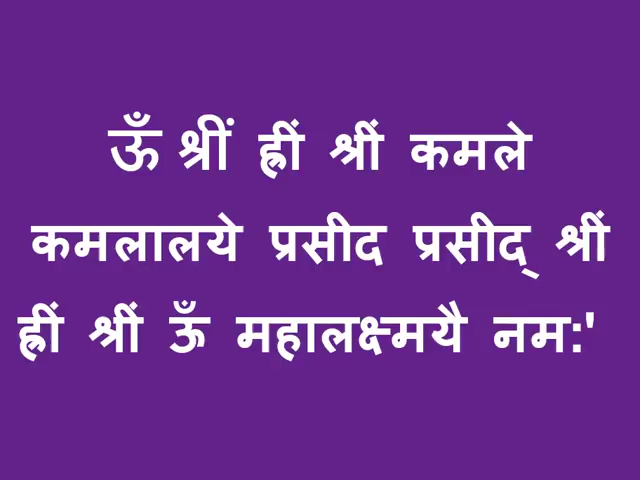 ऊँ श्रीं ह्रीं श्रीं कमले
कमलालये प्रसीद प्रसीद् श्रीं
ह्रीं श्रीं ऊँ महालक्ष्मयै नम:'